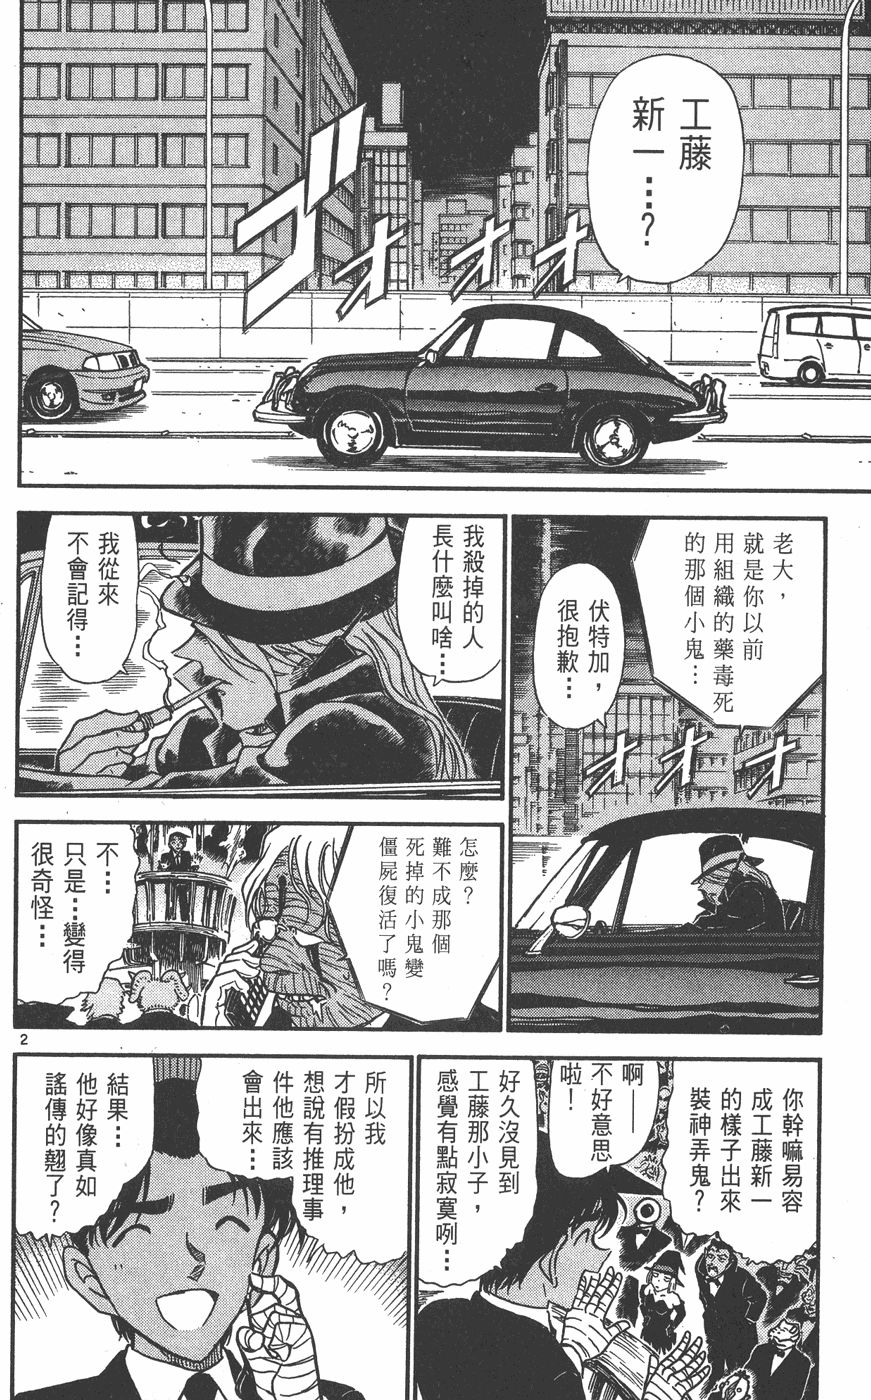 工藤
新一…?
ブ
オ
オ
オ
老大，
就是你以前
用組織的藥毒死
的那個小鬼…
伏特加，
很抱歉…
オ
オ
オ
我殺掉的人
長什麼叫啥…
我從來
不會記得…
怎麼?
難不成那個
死掉的小鬼變
僵屍復活了嗎?
不…
只是…變得
很奇怪…
2
你幹嘛易容
成工藤新一
的樣子出來
裝神弄鬼?
啊──
不好意思
啦!
好久沒見到
工藤那小子，
感覺有點寂寞咧…
所以我
才假扮成他，
想說有推理事
件他應該
會出來…
結果…
他好像真如
謠傳的翹了?